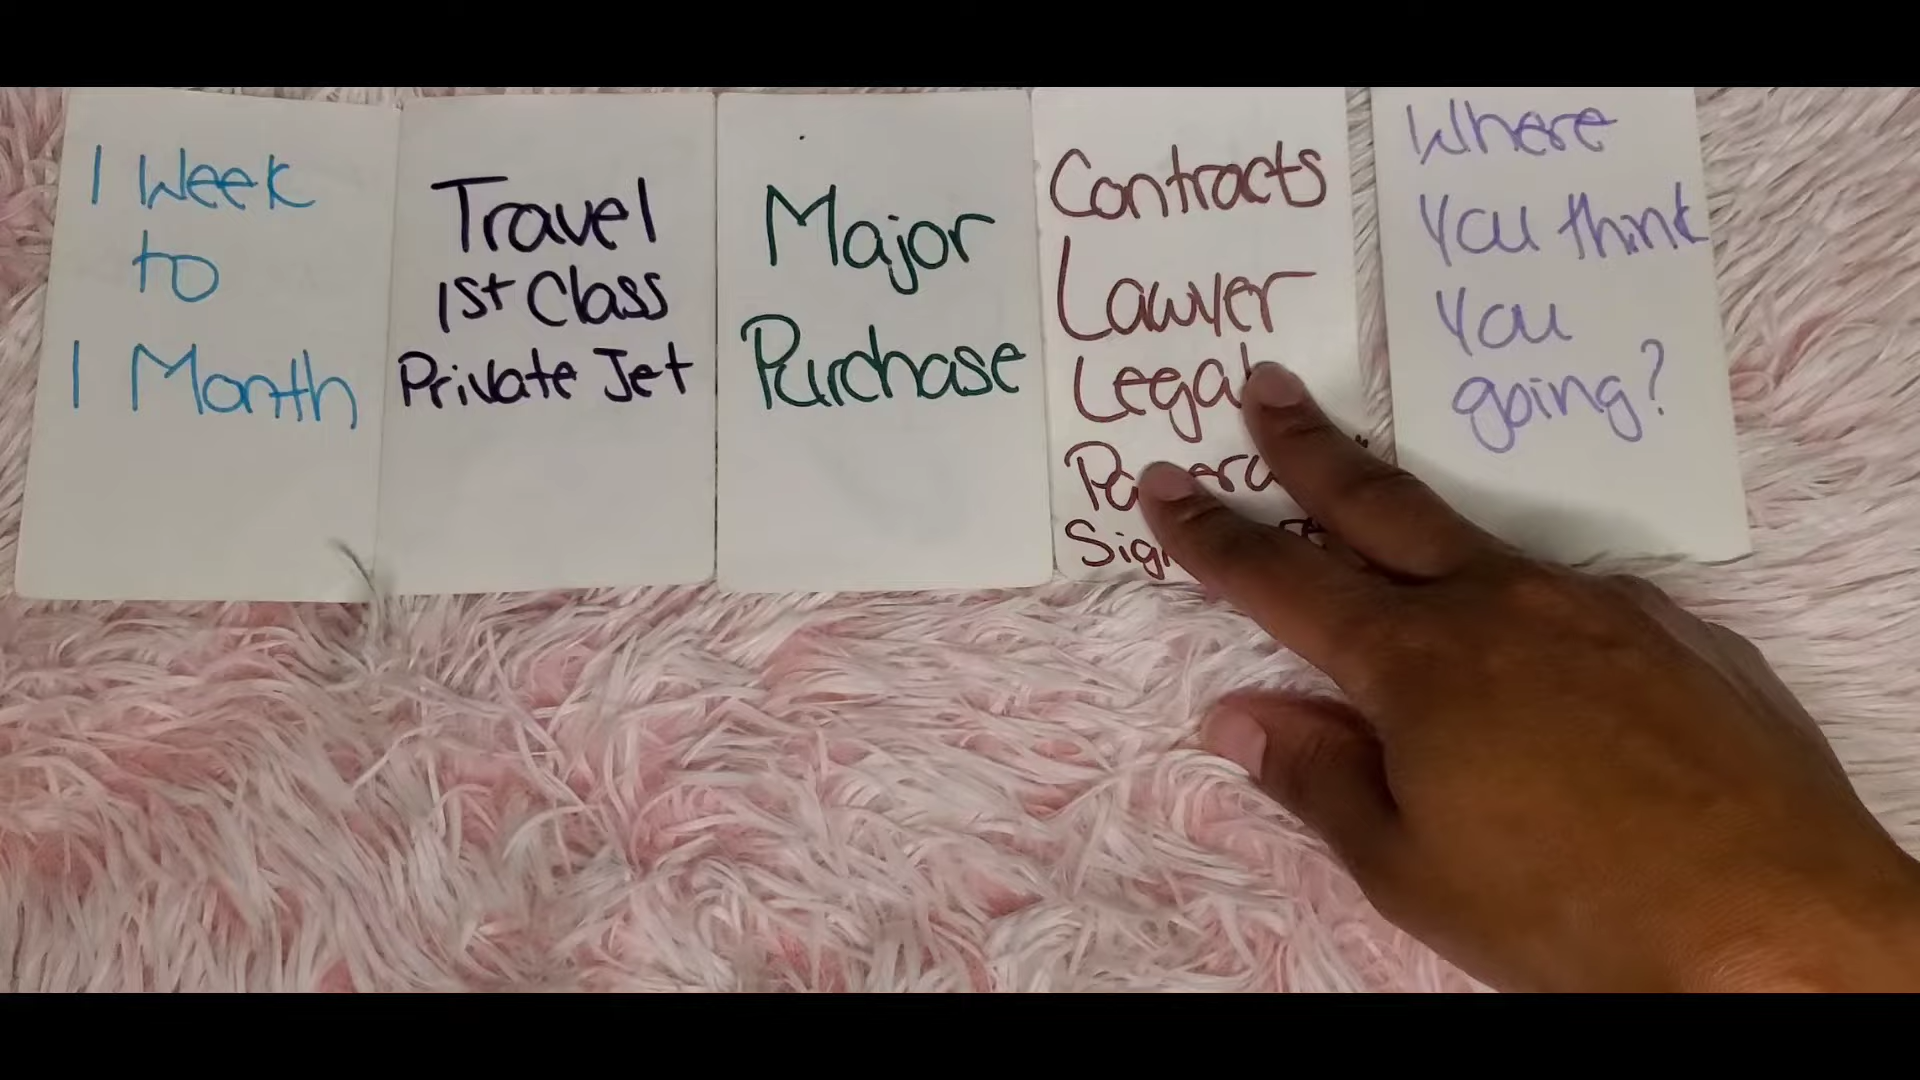 1 Week
to
1 Month
Travel
1st Class
Private Jet
Major
Purchase
Contracts
Lawyer
Legal
Where
You think
You
going?